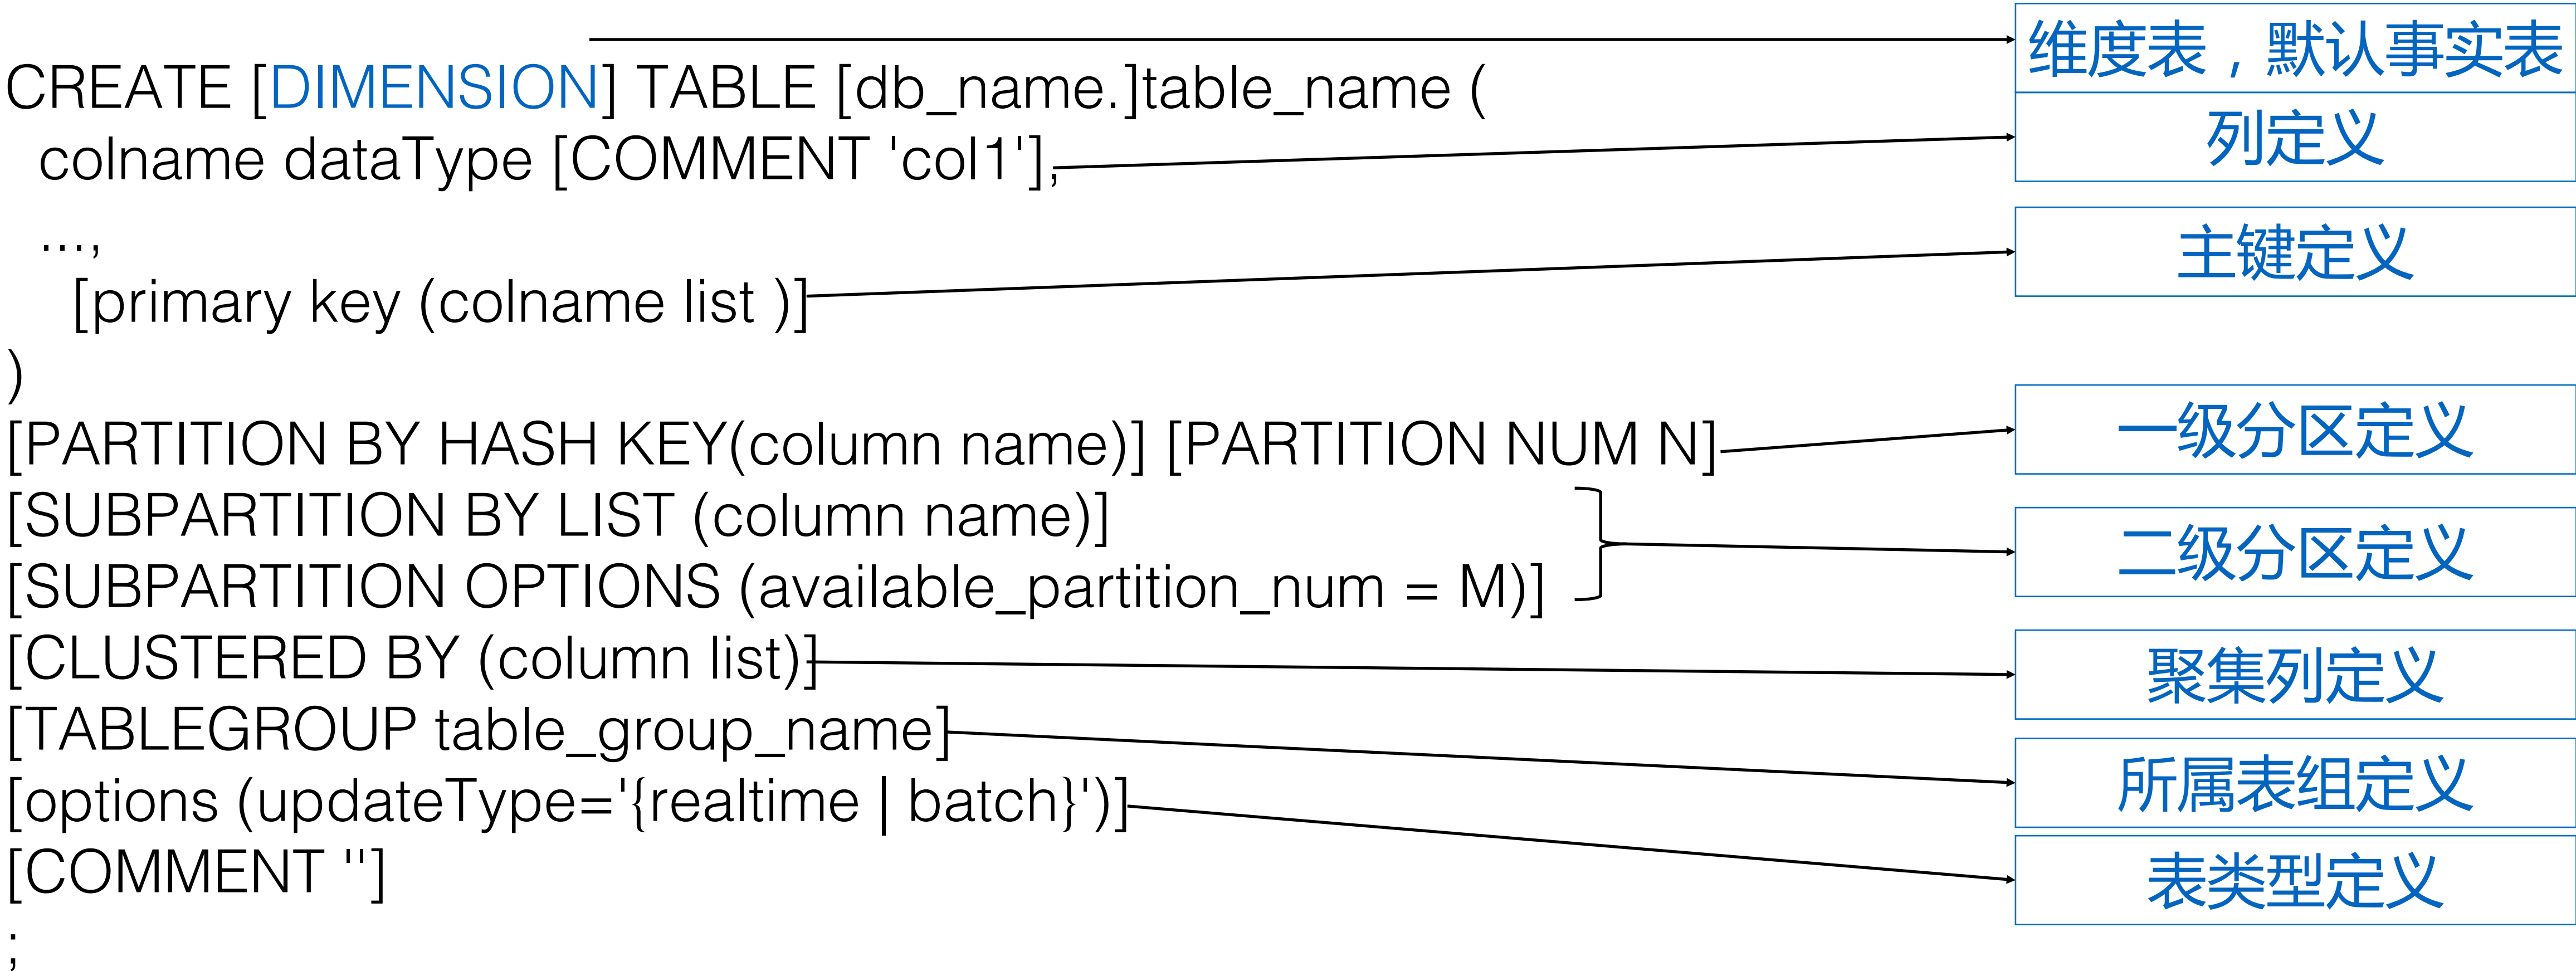 维度表，默认事实表
CREATE [DIMENSION] TABLE [db_name.]table_name (
列定义
colname dataType [COMMENT 'col1'],
主键定义
...,
[primary key (colname list )]
)
一级分区定义
[PARTITION BY HASH KEY(column name)] [PARTITION NUM N]
[SUBPARTITION BY LIST (column name)]
二级分区定义
[SUBPARTITION OPTIONS (available_partition_num = M)]
[CLUSTERED BY (column list)]
聚集列定义
[TABLEGROUP table_group_name]
所属表组定义
[options (updateType='{realtime | batch}')]
[COMMENT '']
表类型定义
;